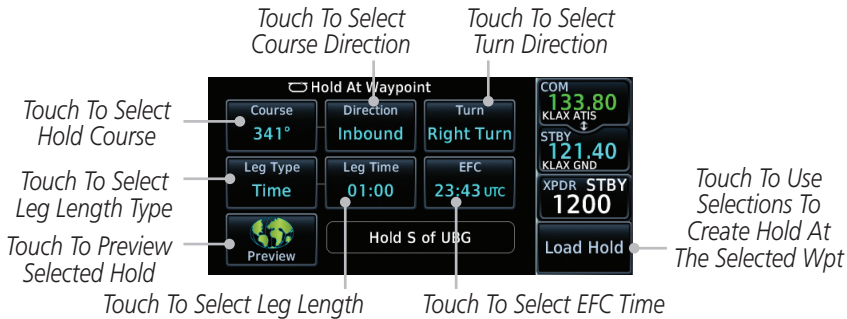 Touch To Select
Course Direction
Touch To Select
Turn Direction
Touch To Select
Hold Course
Touch To Select
Leg Length Type
Touch To Preview
Selected Hold
Hold At Waypoint
Course
341°
Direction
Inbound
Turn
Right Turn
Leg Type
Time
Leg Time
01:00
EFC
23:43 UTC
Preview
Hold S of UBG
COM
133.80
KLAX ATIS
STBY
121.40
KLAX GND
XPDR STBY
1200
Load Hold
Touch To Use
Selections To
Create Hold At
The Selected Wpt
Touch To Select Leg Length
Touch To Select EFC Time